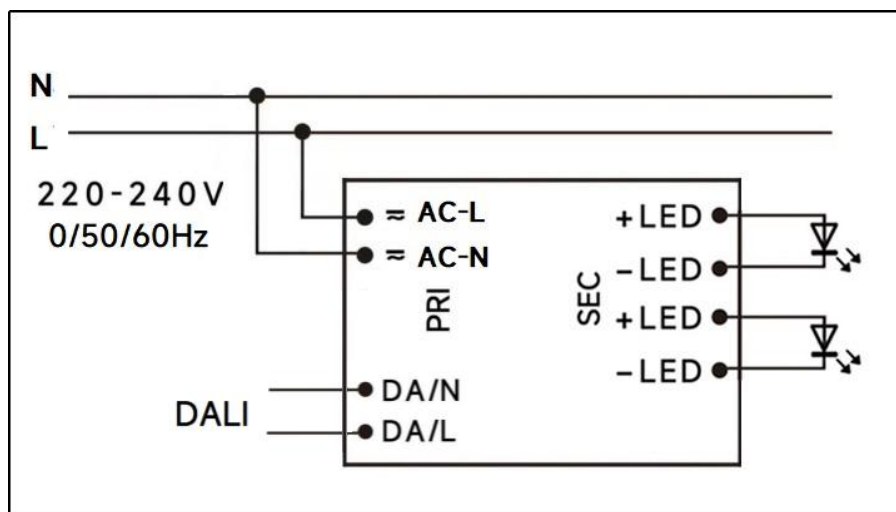 N
L
220-240V
0/50/60Hz
≂ AC-L
≂ AC-N
PRI
DALI
DA/N
DA/L
SEC
+LED
−LED
+LED
−LED